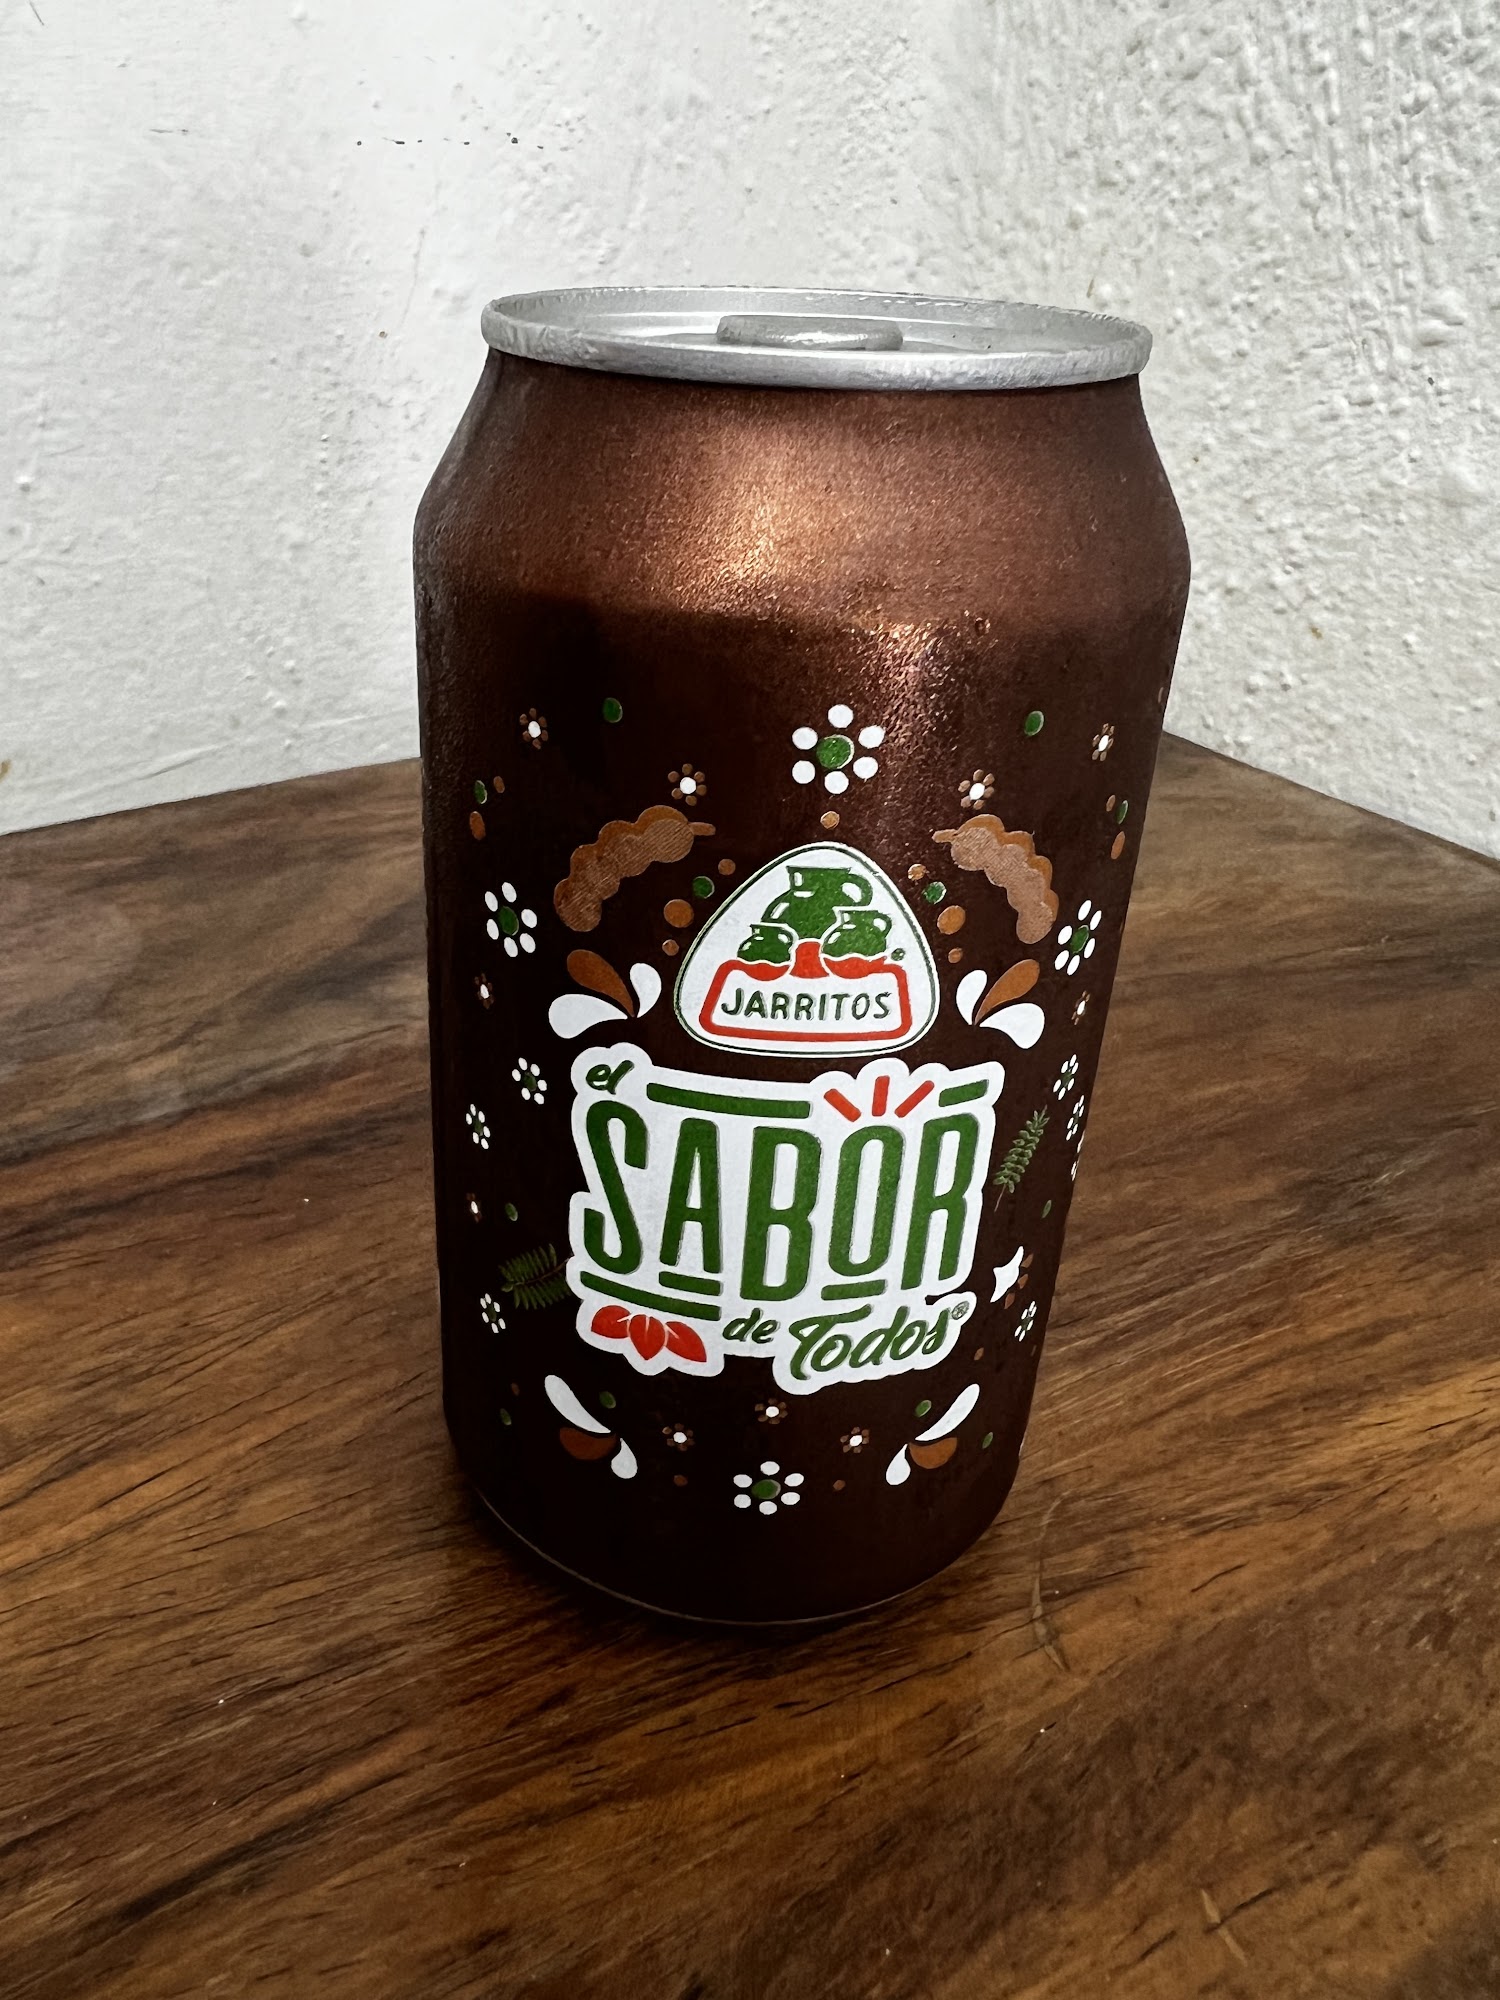 JARRITOS
el
SABOR
de Todos®